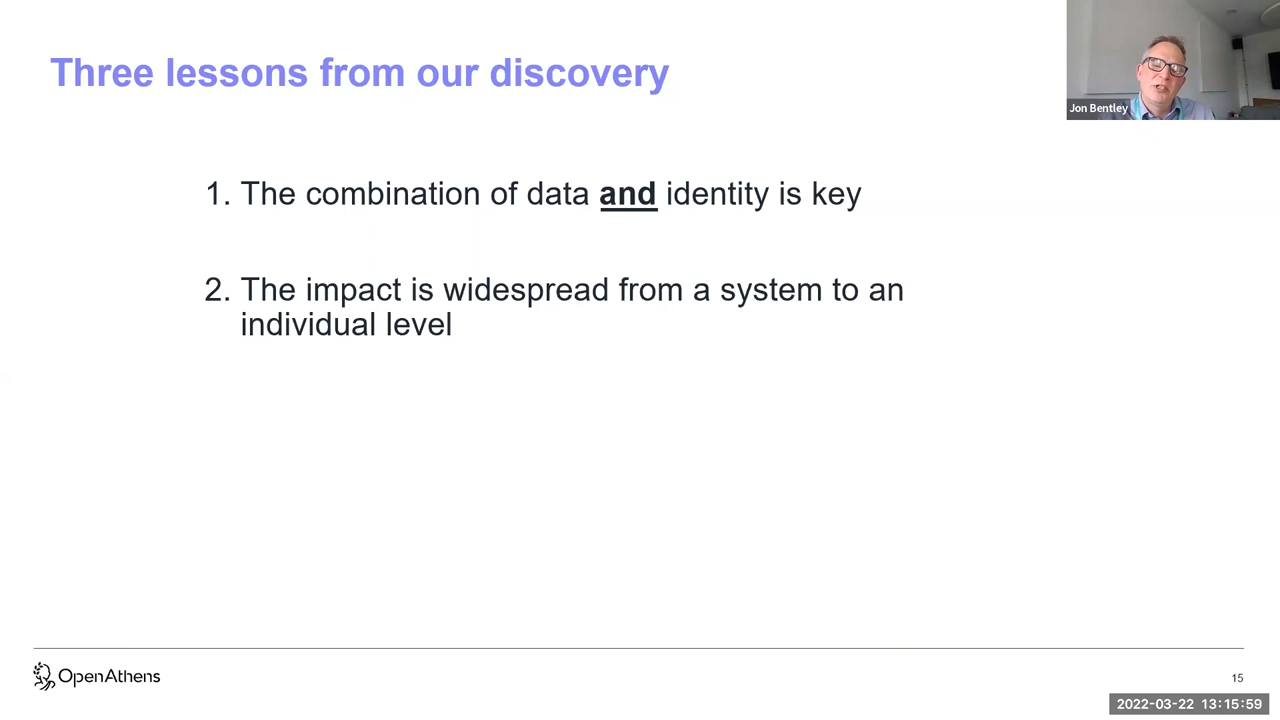 Three lessons from our discovery
Jon Bentley
1. The combination of data and identity is key
2. The impact is widespread from a system to an
individual level
OpenAthens
15
2022-03-22 13:15:59